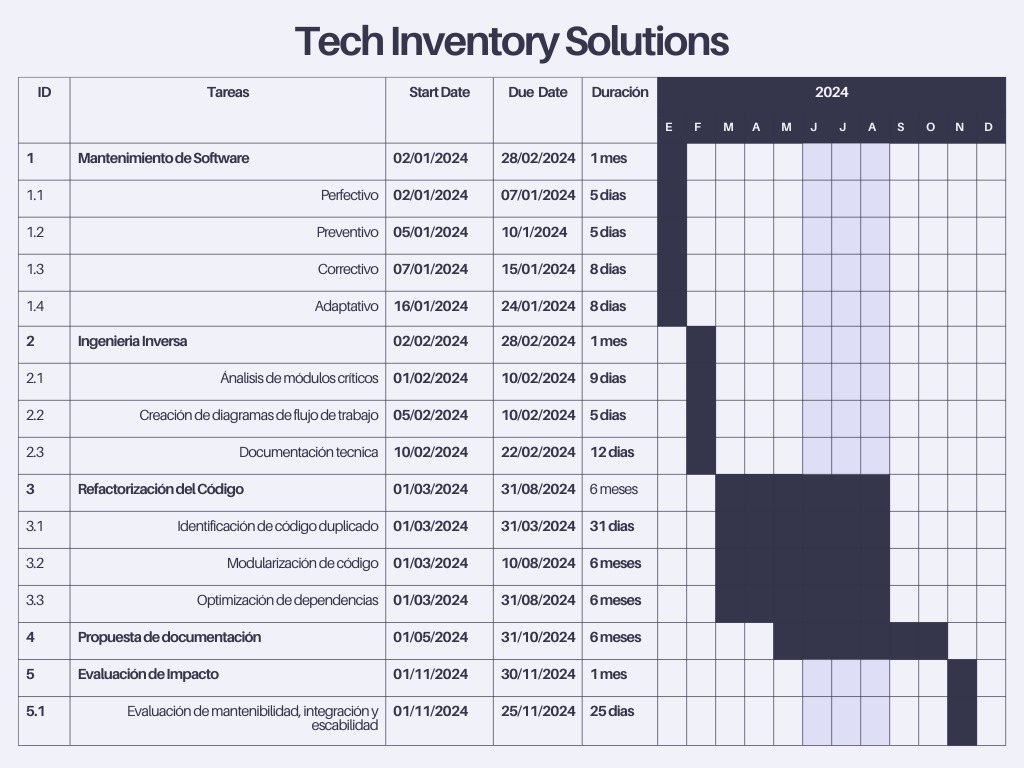 Tech Inventory Solutions
ID Tareas Start Date Due Date Duración 2024
E F M A M J J A S O N D
1 Mantenimiento de Software 02/01/2024 28/02/2024 1 mes
1.1 Perfectivo 02/01/2024 07/01/2024 5 dias
1.2 Preventivo 05/01/2024 10/1/2024 5 dias
1.3 Correctivo 07/01/2024 15/01/2024 8 dias
1.4 Adaptativo 16/01/2024 24/01/2024 8 dias
2 Ingenieria Inversa 02/02/2024 28/02/2024 1 mes
2.1 Ánalisis de módulos críticos 01/02/2024 10/02/2024 9 dias
2.2 Creación de diagramas de flujo de trabajo 05/02/2024 10/02/2024 5 dias
2.3 Documentación tecnica 10/02/2024 22/02/2024 12 dias
3 Refactorización del Código 01/03/2024 31/08/2024 6 meses
3.1 Identificación de código duplicado 01/03/2024 31/03/2024 31 dias
3.2 Modularización de código 01/03/2024 10/08/2024 6 meses
3.3 Optimización de dependencias 01/03/2024 31/08/2024 6 meses
4 Propuesta de documentación 01/05/2024 31/10/2024 6 meses
5 Evaluación de Impacto 01/11/2024 30/11/2024 1 mes
5.1 Evaluación de mantenibilidad, integración y 01/11/2024 25/11/2024 25 dias
escabilidad